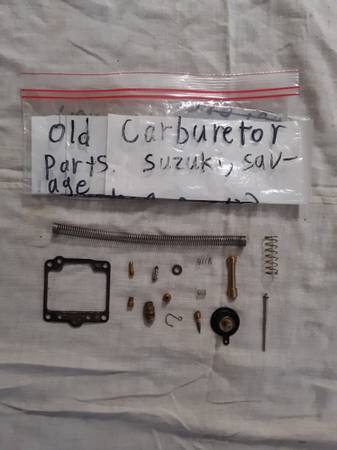 Old Carburetor
Parts. Suzuki, Sav-
age